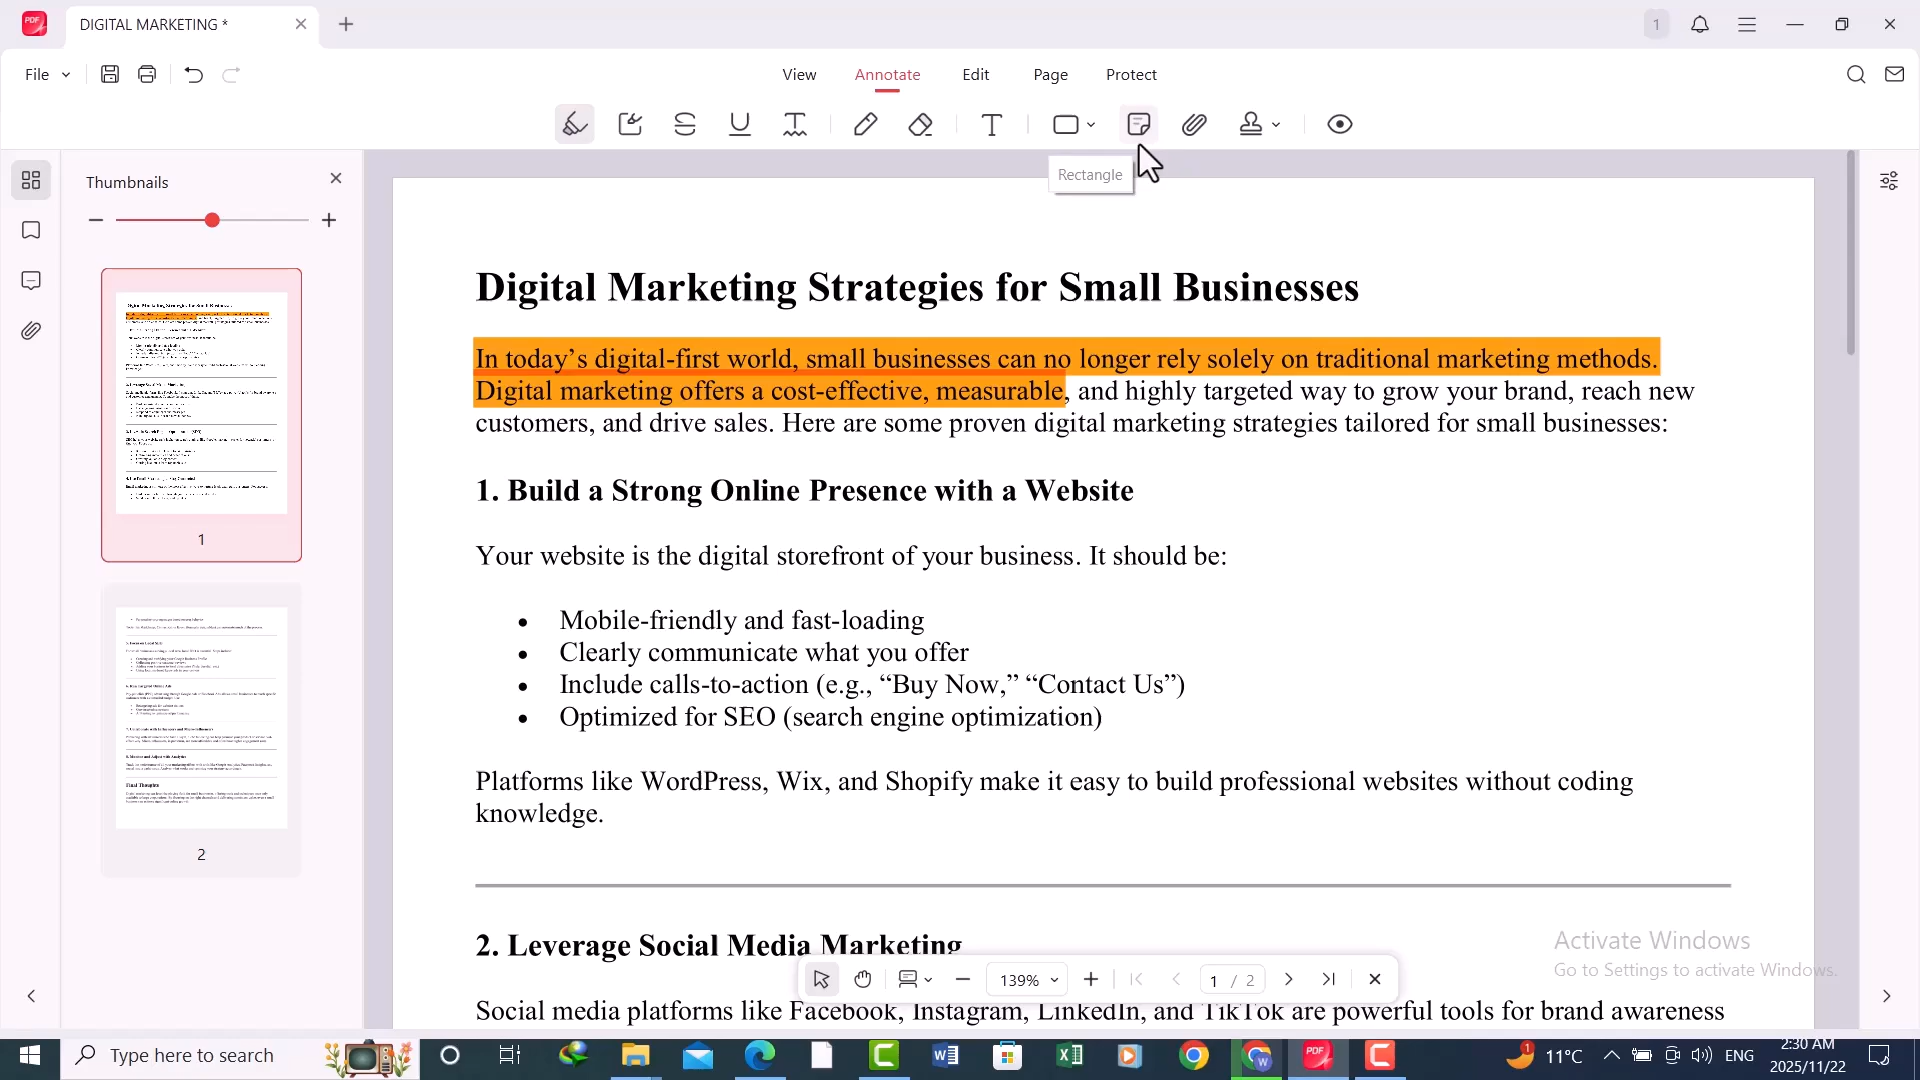 PDF DIGITAL MARKETING * 1
File View Annotate Edit Page Protect
Rectangle
Thumbnails
1
2
Digital Marketing Strategies for Small Businesses
In today’s digital-first world, small businesses can no longer rely solely on traditional marketing methods.
Digital marketing offers a cost-effective, measurable, and highly targeted way to grow your brand, reach new
customers, and drive sales. Here are some proven digital marketing strategies tailored for small businesses:
1. Build a Strong Online Presence with a Website
Your website is the digital storefront of your business. It should be:
• Mobile-friendly and fast-loading
• Clearly communicate what you offer
• Include calls-to-action (e.g., “Buy Now,” “Contact Us”)
• Optimized for SEO (search engine optimization)
Platforms like WordPress, Wix, and Shopify make it easy to build professional websites without coding
knowledge.
2. Leverage Social Media Marketing
Social media platforms like Facebook, Instagram, LinkedIn, and TikTok are powerful tools for brand awareness
139% 1 / 2
Activate Windows
Go to Settings to activate Windows.
Type here to search
1 11°C ENG
2:30 AM
2025/11/22